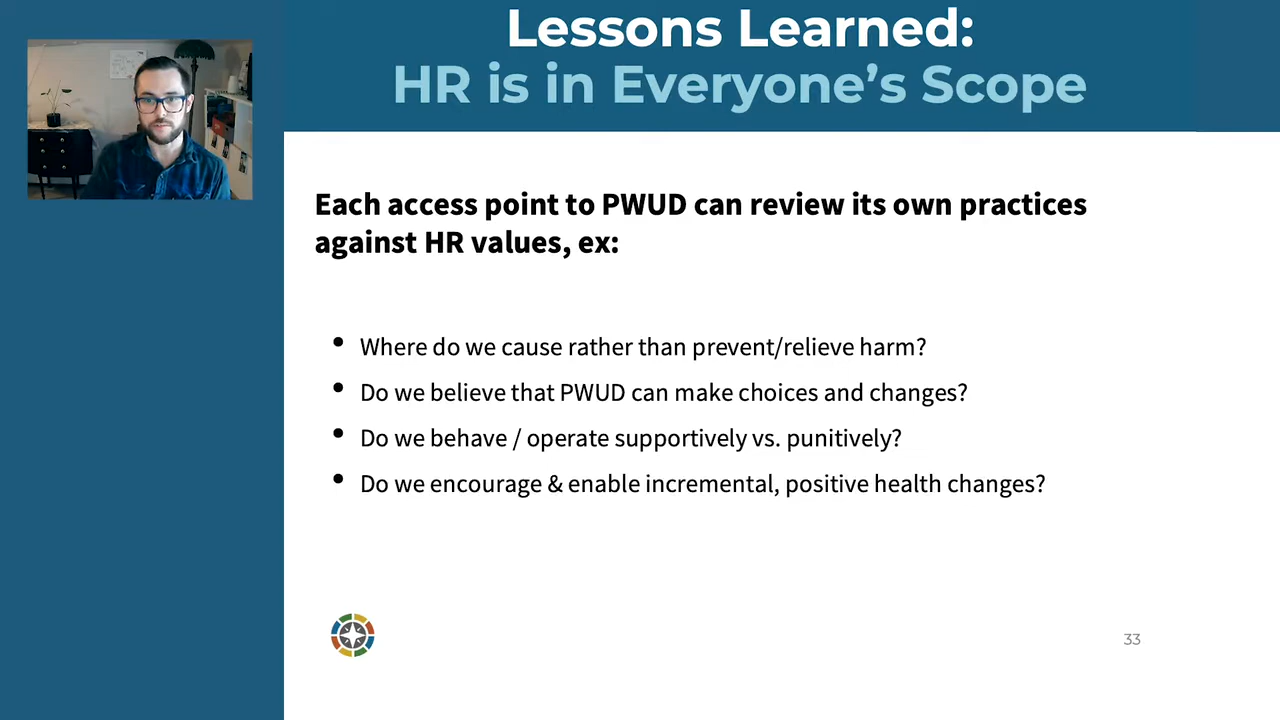 Lessons Learned:
HR is in Everyone’s Scope
Each access point to PWUD can review its own practices
against HR values, ex:
• Where do we cause rather than prevent/relieve harm?
• Do we believe that PWUD can make choices and changes?
• Do we behave / operate supportively vs. punitively?
• Do we encourage & enable incremental, positive health changes?
33